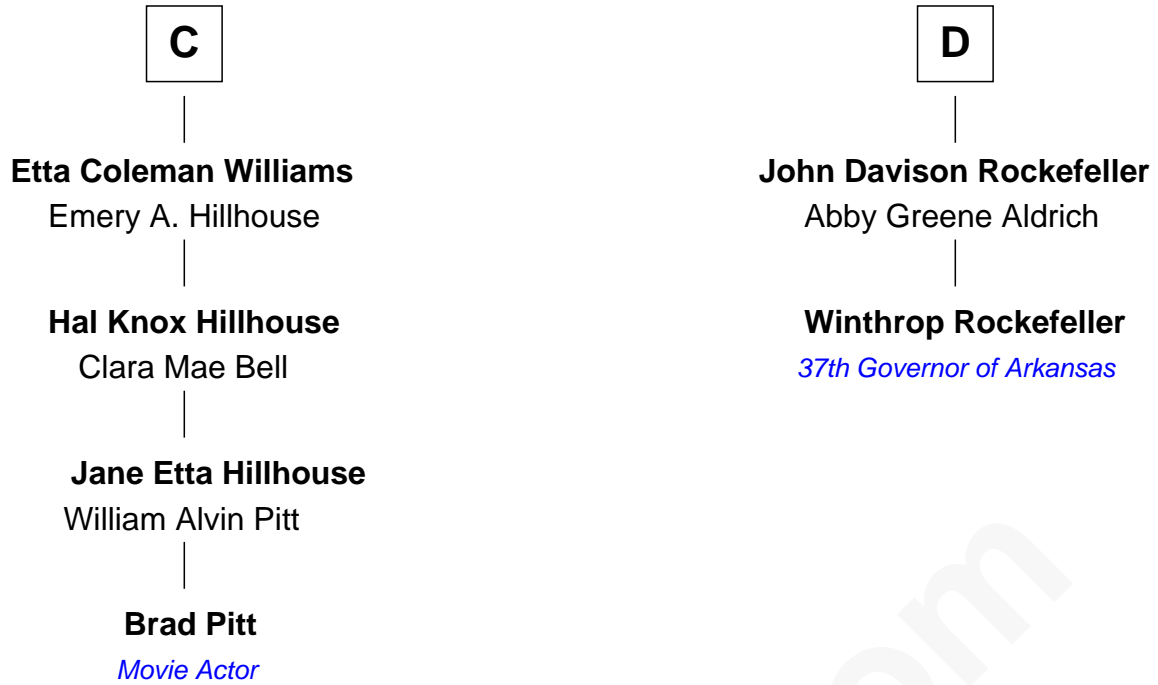 C
Etta Coleman Williams
Emery A. Hillhouse
Hal Knox Hillhouse
Clara Mae Bell
Jane Etta Hillhouse
William Alvin Pitt
Brad Pitt
Movie Actor
D
John Davison Rockefeller
Abby Greene Aldrich
Winthrop Rockefeller
37th Governor of Arkansas
om